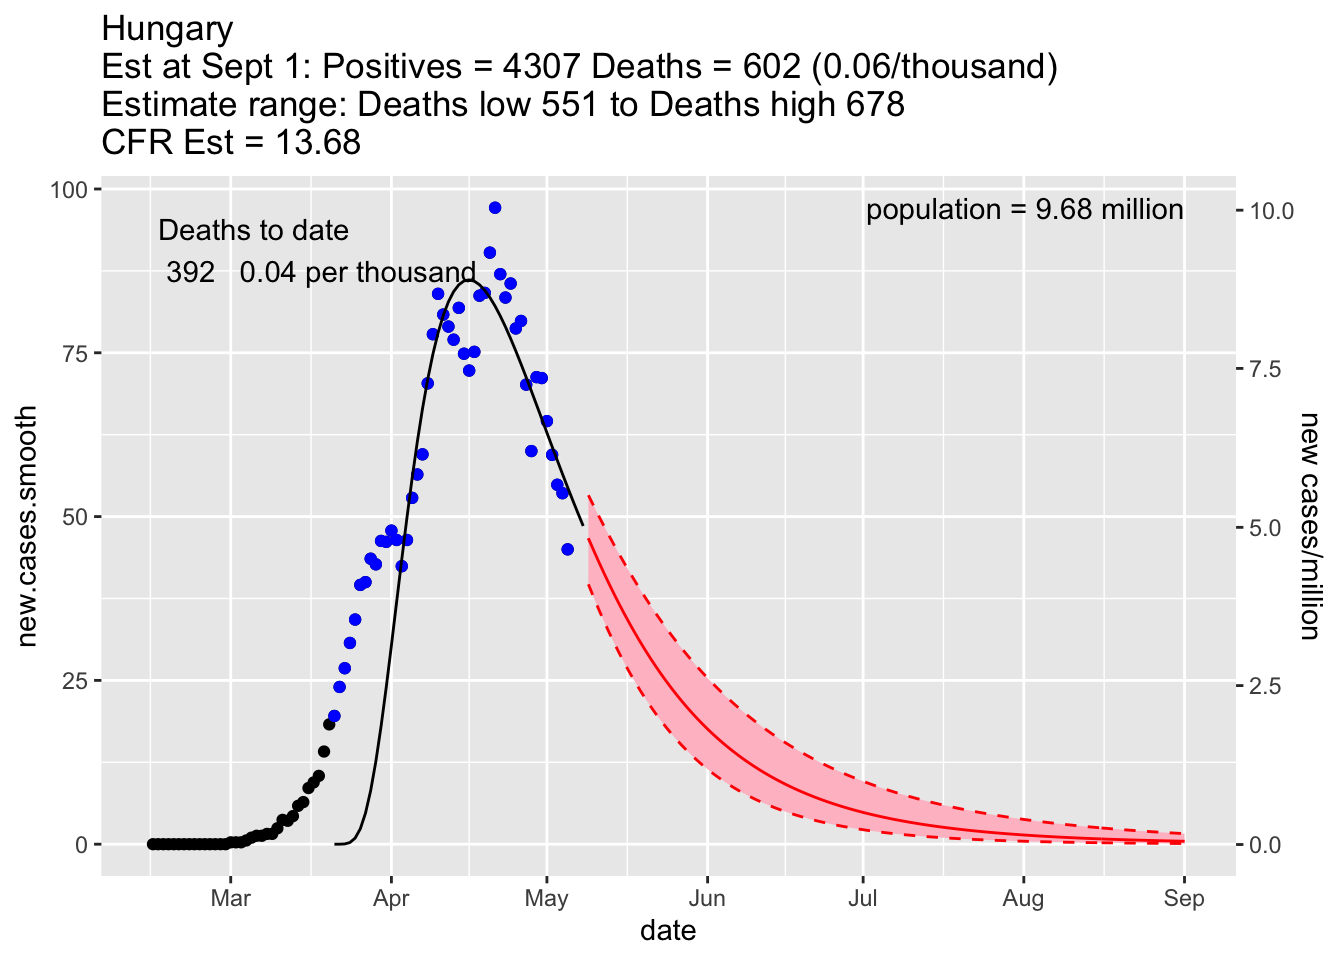 Hungary
Est at Sept 1: Positives = 4307 Deaths = 602 (0.06/thousand)
Estimate range: Deaths low 551 to Deaths high 678
CFR Est = 13.68
Deaths to date
392 0.04 per thousand
population = 9.68 million
100
75
50
25
0
new.cases.smooth
10.0
7.5
5.0
2.5
0.0
new cases/million
Mar Apr May Jun Jul Aug Sep
date